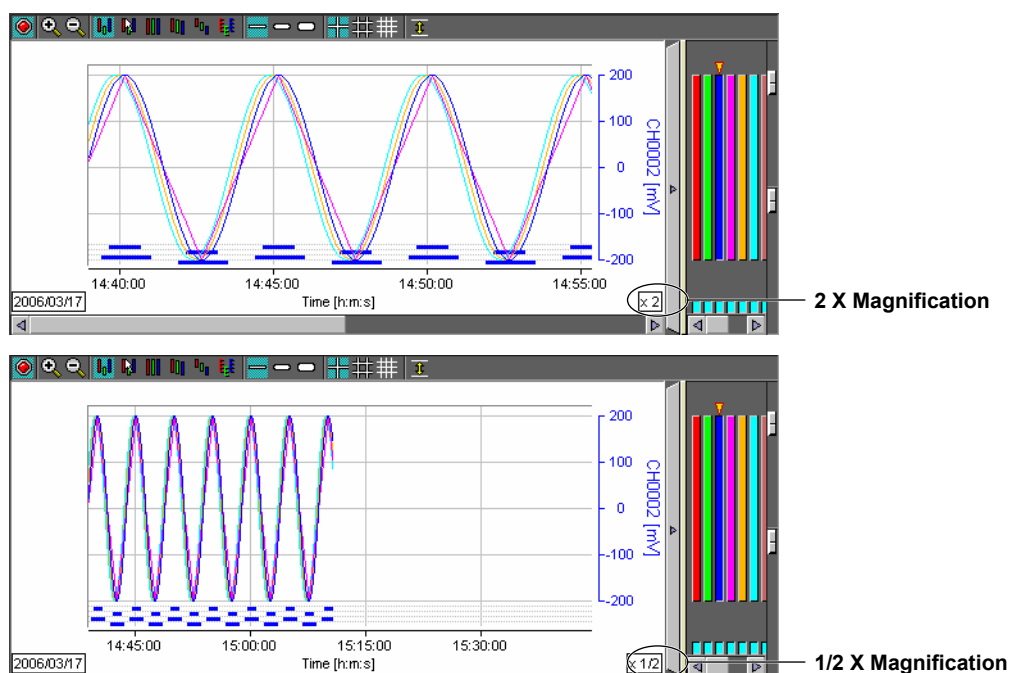 200
100
0
-100
-200
CH0002 [mV]
14:40:00 14:45:00 14:50:00 14:55:00
2006/03/17 Time [h:m:s] x 2
2 X Magnification
200
100
0
-100
-200
CH0002 [mV]
14:45:00 15:00:00 15:15:00 15:30:00
2006/03/17 Time [h:m:s] x 1/2
1/2 X Magnification